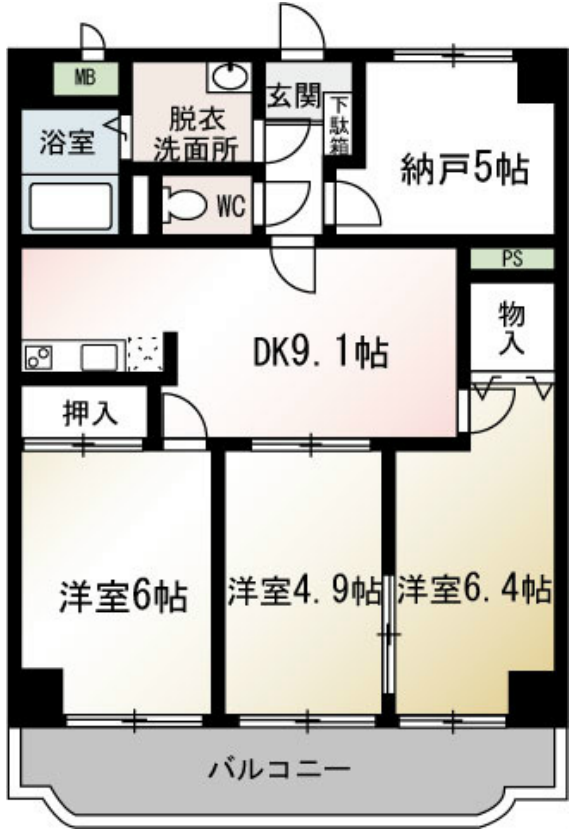 MB
玄関
下駄箱
脱衣
洗面所
浴室
納戸5帖
WC
PS
物入
DK9.1帖
押入
洋室6帖
洋室4.9帖
洋室6.4帖
バルコニー